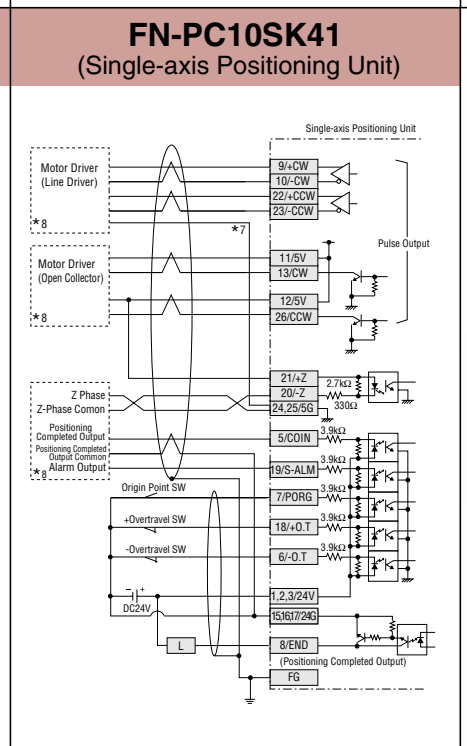 FN-PC10SK41
(Single-axis Positioning Unit)
Single-axis Positioning Unit
Motor Driver
(Line Driver)
*8
9/+CW
10/-CW
22/+CCW
23/-CCW
*7
Pulse Output
Motor Driver
(Open Collector)
*8
11/5V
13/CW
12/5V
26/CCW
21/+Z
20/-Z
24,25/5G
2.7kΩ
330Ω
Z Phase
Z-Phase Comon
Positioning
Completed Output
Positioning Completed
Output Common
*8 Alarm Output
5/COIN
3.9kΩ
19/S-ALM
3.9kΩ
Origin Point SW
7/PORG
3.9kΩ
+Overtravel SW
18/+O.T
3.9kΩ
-Overtravel SW
6/-O.T
3.9kΩ
- +
DC24V
1,2,3/24V
15,16,17/24G
L
8/END
(Positioning Completed Output)
FG